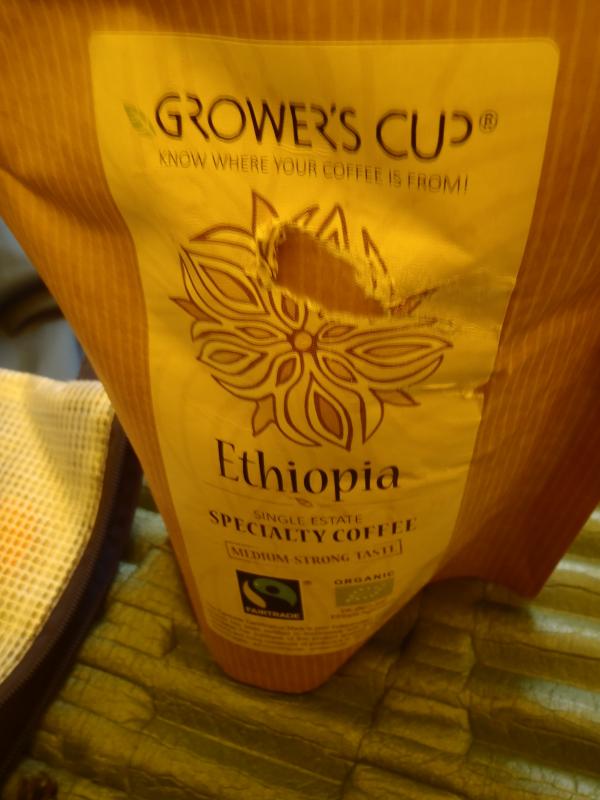 GROWER'S CUP®
KNOW WHERE YOUR COFFEE IS FROM!
Ethiopia
SINGLE ESTATE
SPECIALTY COFFEE
MEDIUM-STRONG TASTE
FAIRTRADE®
ORGANIC